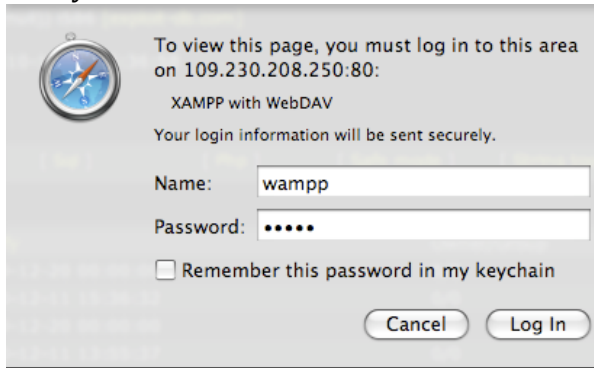 To view this page, you must log in to this area
on 109.230.208.250:80:
XAMPP with WebDAV
Your login information will be sent securely.
Name: wampp
Password: •••••
Remember this password in my keychain
Cancel Log In